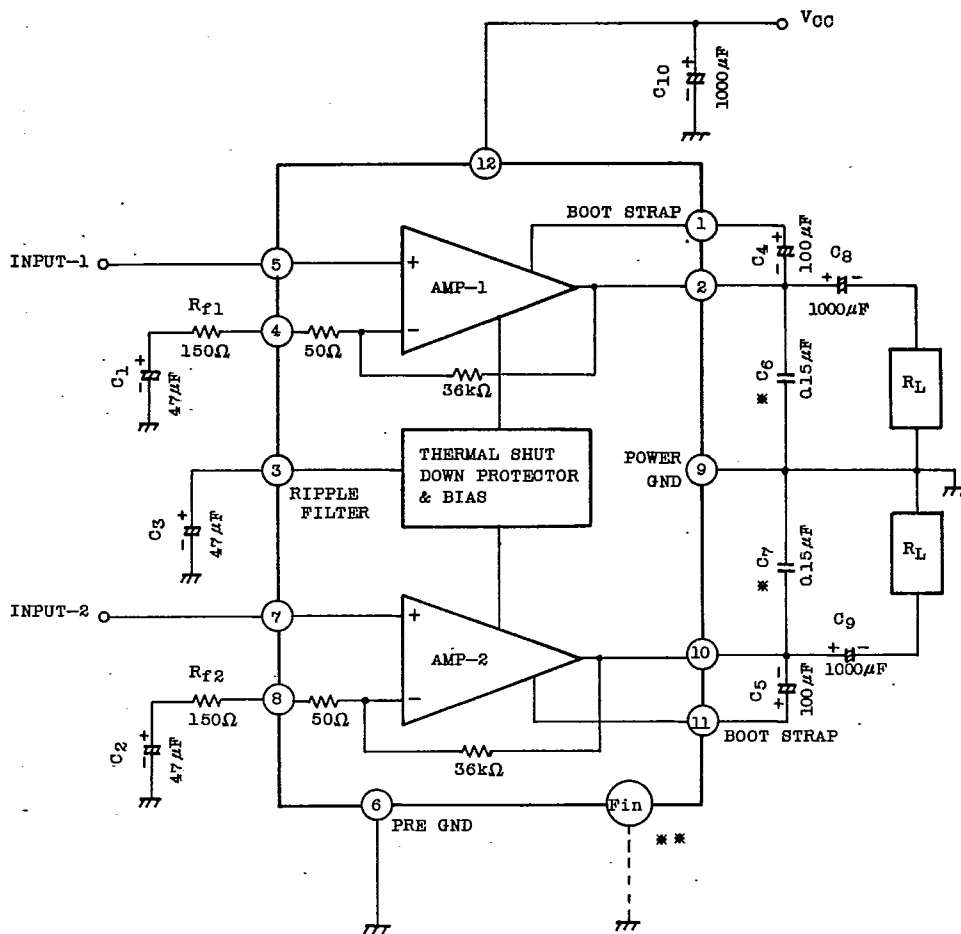 VCC
C10
+
−
1000µF
12
BOOT STRAP
1
INPUT−1
5
+
AMP−1
−
2
C4
+
−
100µF
C8
+ −
1000µF
Rf1
150Ω
4
50Ω
36kΩ
C1
+
−
47µF
※ C6
0.15µF
RL
3
RIPPLE
FILTER
THERMAL SHUT
DOWN PROTECTOR
& BIAS
POWER
GND
9
C3
+
−
47µF
※ C7
0.15µF
RL
INPUT−2
7
+
AMP−2
−
10
C9
+ −
1000µF
Rf2
150Ω
8
50Ω
36kΩ
C5
−
+
100µF
11
BOOT STRAP
C2
+
−
47µF
6
PRE GND
Fin
※※